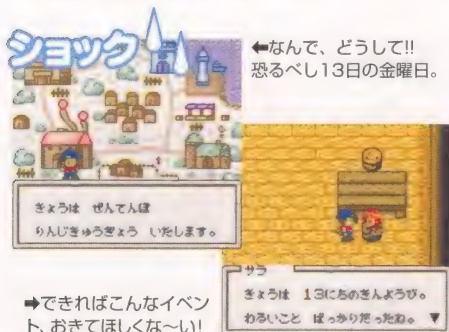 ショック
←なんで、どうして!!
恐るべし13日の金曜日。
きょうは ぜんてんぽ
りんじきゅうぎょう いたします。
サラ
きょうは 13にちのきんようび。
わるいこと ばっかりだったね。▼
➡できればこんなイベン
ト、おきてほしくな〜い!